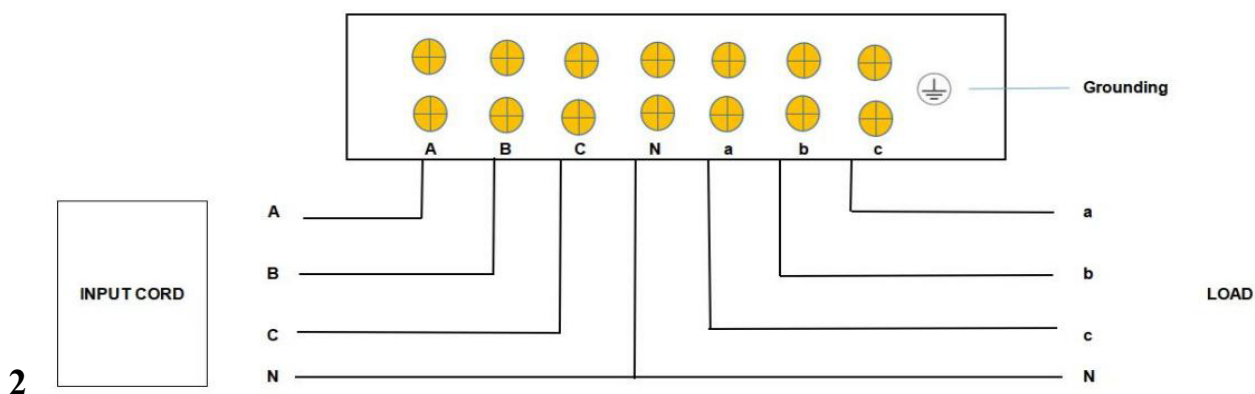 Grounding
A B C N a b c
A a
B b
INPUT CORD LOAD
C c
2 N N